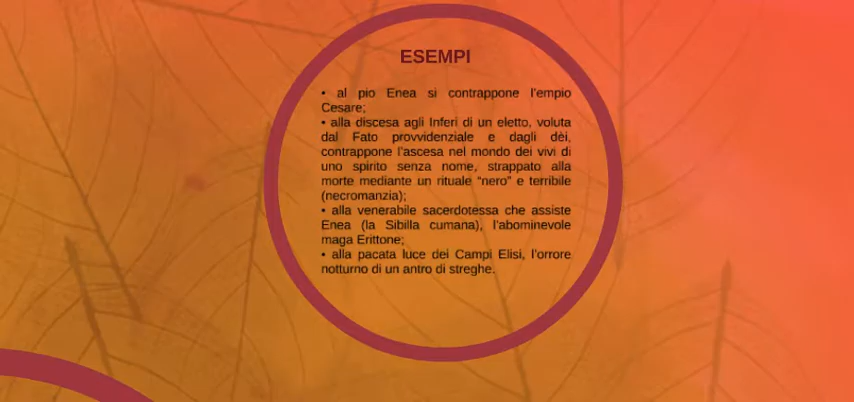 ESEMPI
• al pio Enea si contrappone l'empio
Cesare;
• alla discesa agli Inferi di un eletto, voluta
dal Fato provvidenziale e dagli dèi,
contrappone l'ascesa nel mondo dei vivi di
uno spirito senza nome, strappato alla
morte mediante un rituale “nero” e terribile
(necromanzia);
• alla venerabile sacerdotessa che assiste
Enea (la Sibilla cumana), l'abominevole
maga Erittone;
• alla pacata luce dei Campi Elisi, l'orrore
notturno di un antro di streghe.